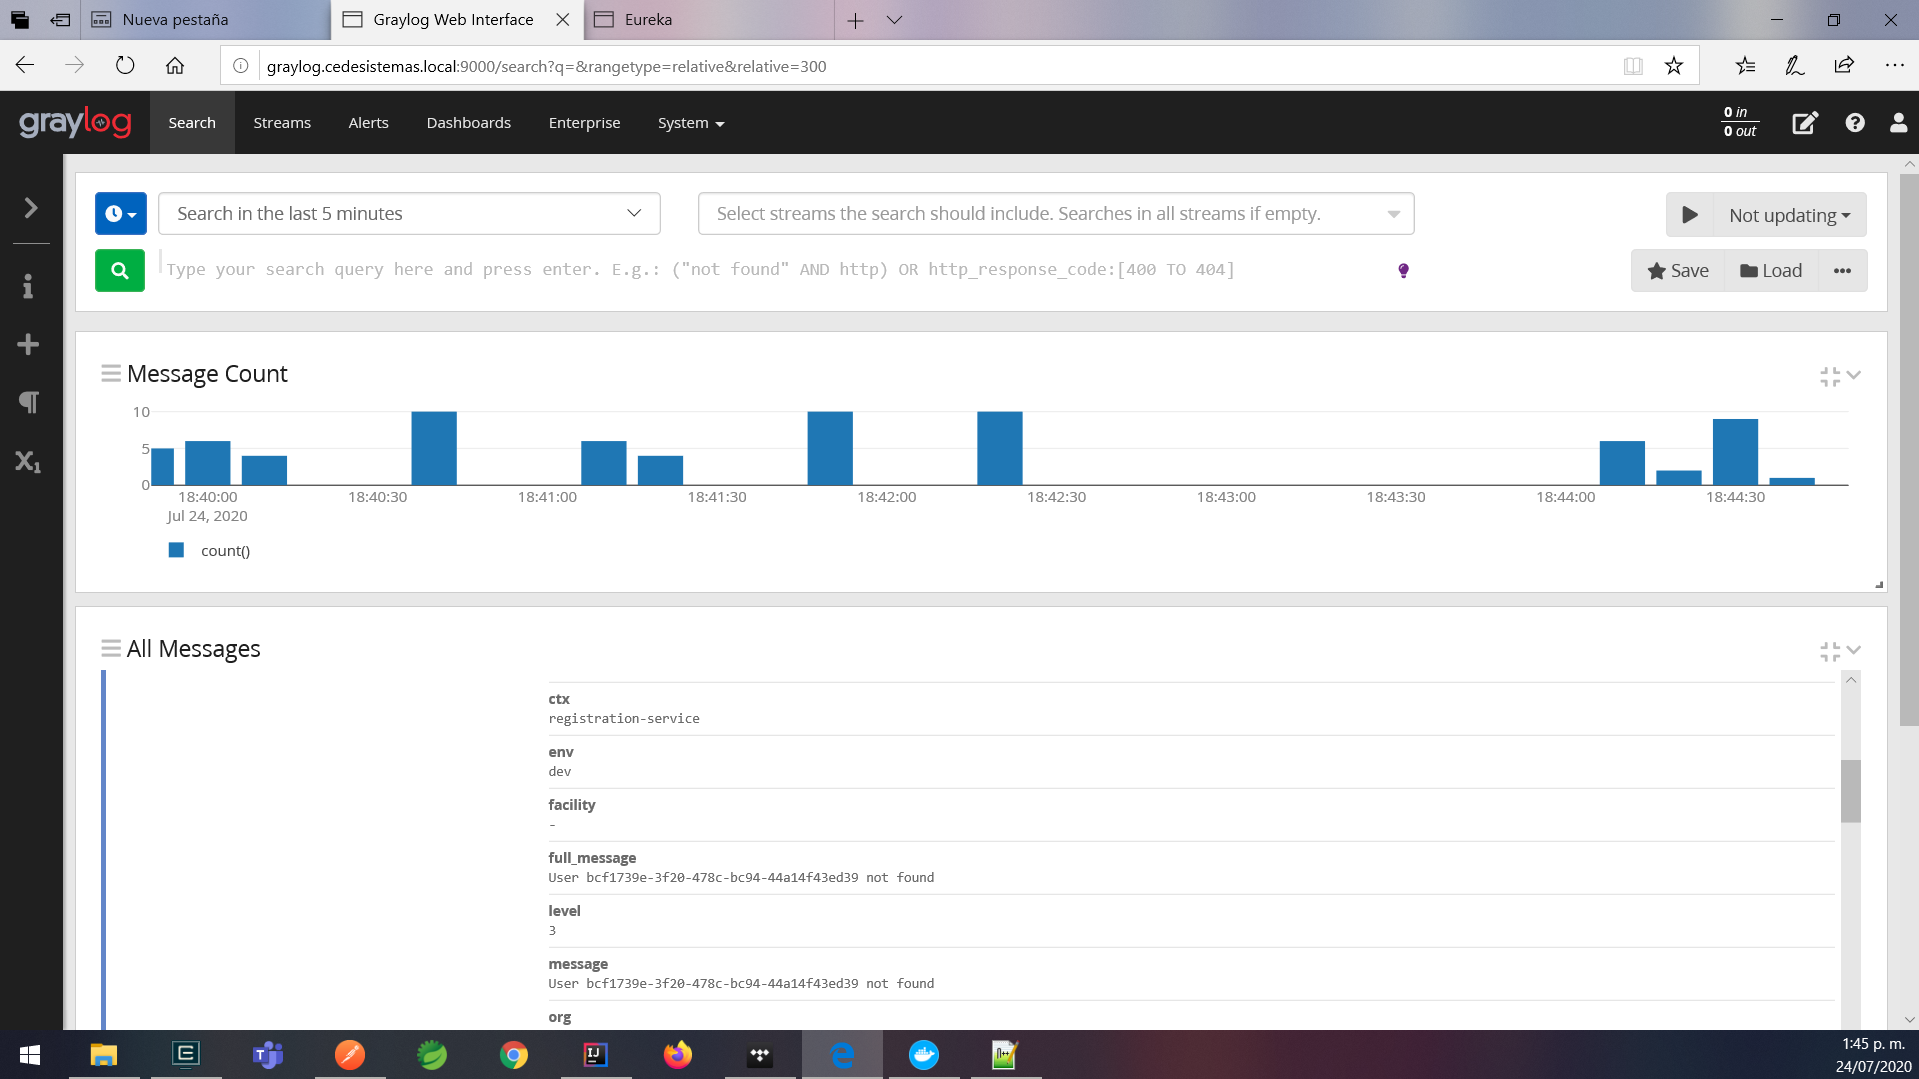 Nueva pestaña
Graylog Web Interface
Eureka
graylog.cedesistemas.local:9000/search?q=&rangetype=relative&relative=300
graylog
Search
Streams
Alerts
Dashboards
Enterprise
System
0 in
0 out
Search in the last 5 minutes
Select streams the search should include. Searches in all streams if empty.
Not updating
Type your search query here and press enter. E.g.: ("not found" AND http) OR http_response_code:[400 TO 404]
Save
Load
Message Count
10
5
0
18:40:00
18:40:30
18:41:00
18:41:30
18:42:00
18:42:30
18:43:00
18:43:30
18:44:00
18:44:30
Jul 24, 2020
count()
All Messages
ctx
registration-service
env
dev
facility
-
full_message
User bcf1739e-3f20-478c-bc94-44a14f43ed39 not found
level
3
message
User bcf1739e-3f20-478c-bc94-44a14f43ed39 not found
org
1:45 p. m.
24/07/2020